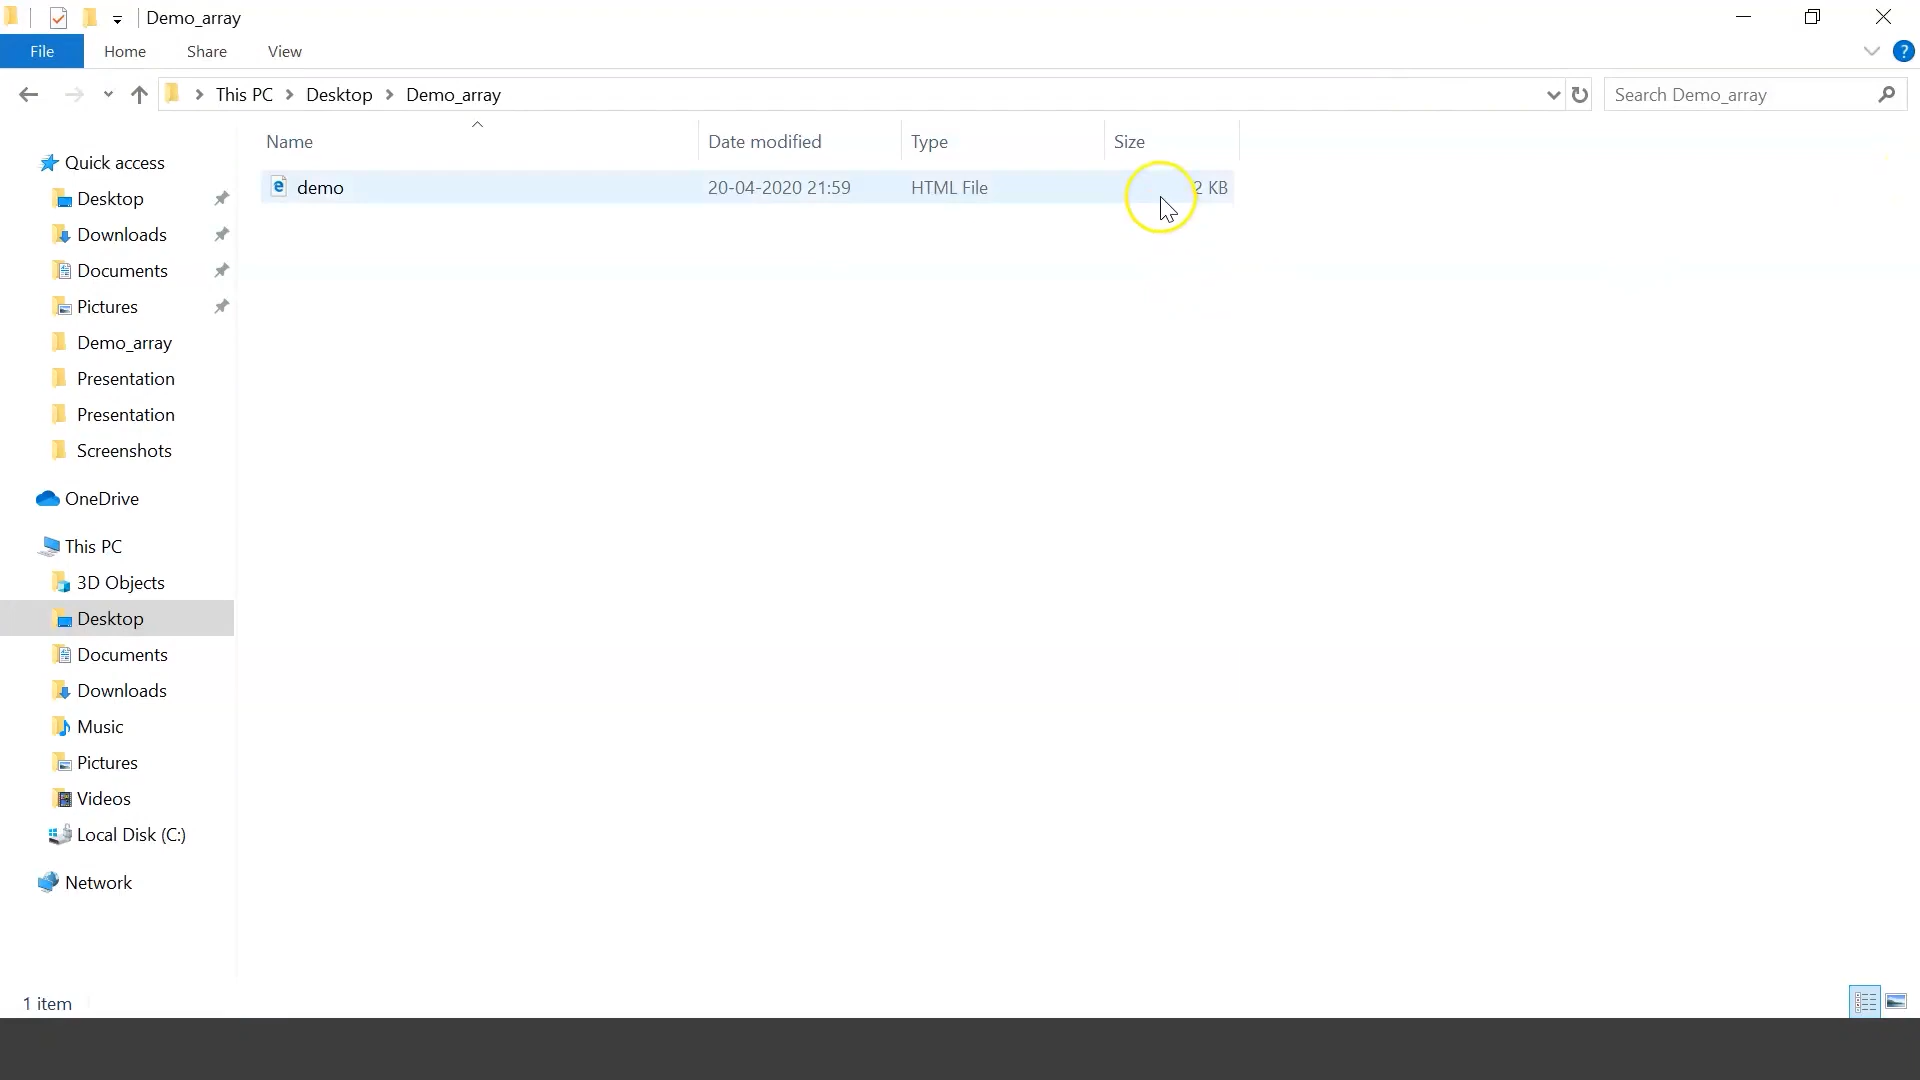 Demo_array
File Home Share View
This PC Desktop Demo_array
Search Demo_array
Name Date modified Type Size
demo 20-04-2020 21:59 HTML File 2 KB
Quick access
Desktop
Downloads
Documents
Pictures
Demo_array
Presentation
Presentation
Screenshots
OneDrive
This PC
3D Objects
Desktop
Documents
Downloads
Music
Pictures
Videos
Local Disk (C:)
Network
1 item